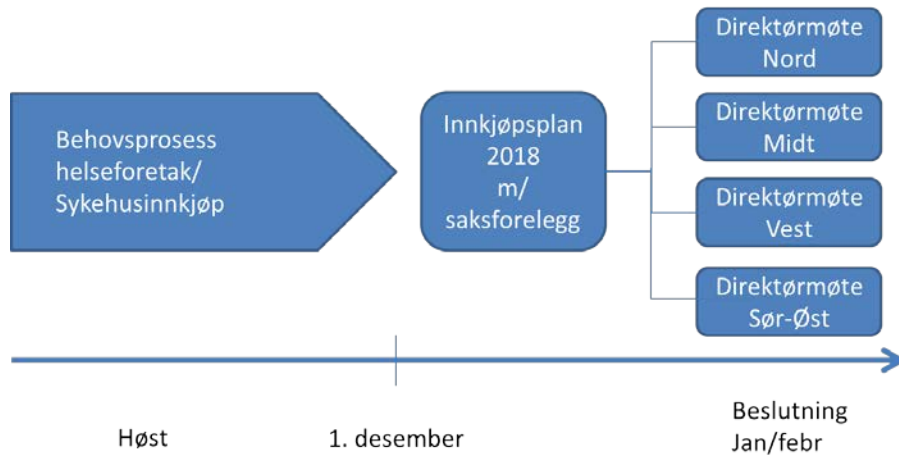 Behovsprosess
helseforetak/
Sykehusinnkjøp
Innkjøpsplan
2018
m/
saksforelegg
Direktørmøte
Nord
Direktørmøte
Midt
Direktørmøte
Vest
Direktørmøte
Sør-Øst
Høst
1. desember
Beslutning
Jan/febr